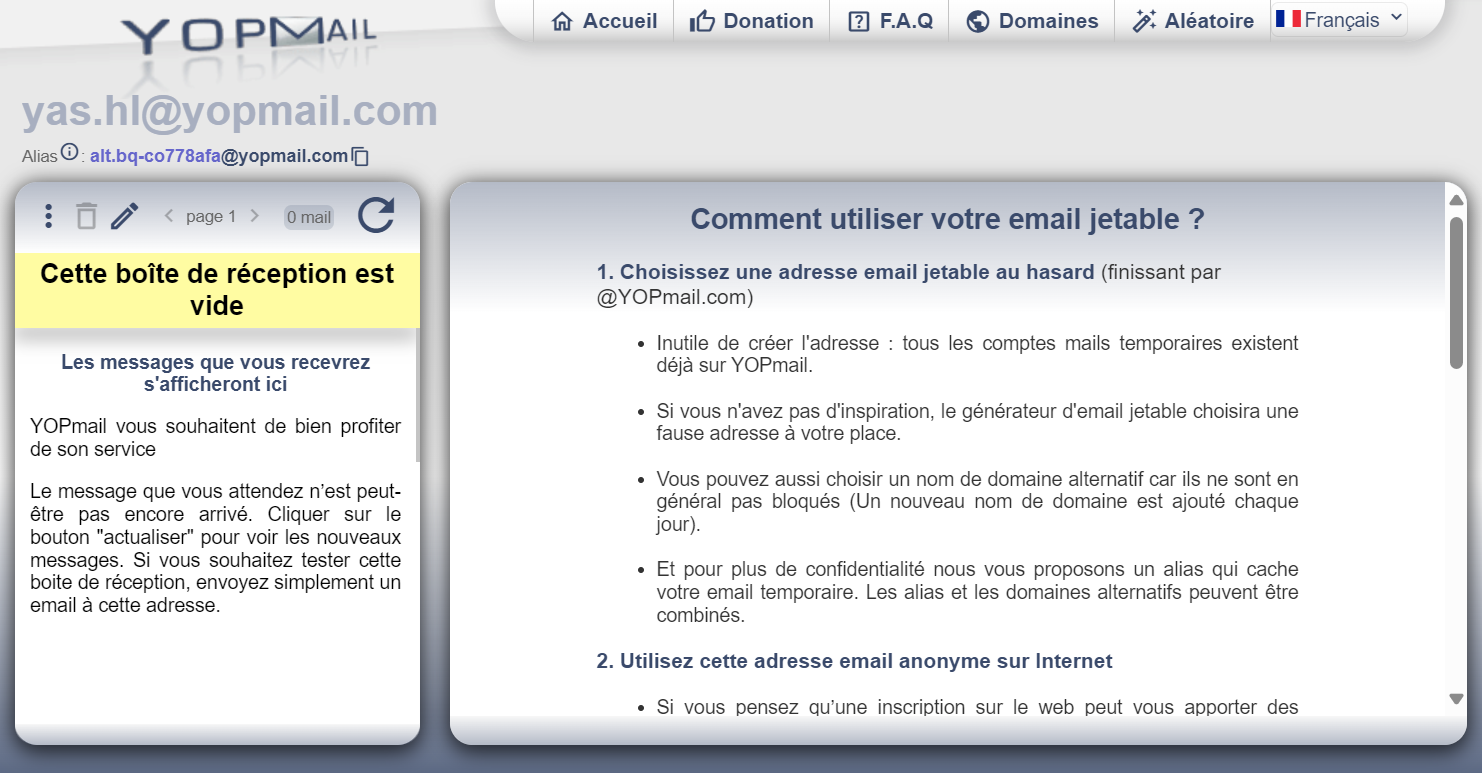 YOPMAIL
Accueil
Donation
F.A.Q
Domaines
Aléatoire
Français
yas.hl@yopmail.com
Alias : alt.bq-co778afa@yopmail.com
page 1
0 mail
Cette boîte de réception est
vide
Les messages que vous recevrez
s'afficheront ici
YOPmail vous souhaitent de bien profiter
de son service
Le message que vous attendez n’est peut-
être pas encore arrivé. Cliquer sur le
bouton "actualiser" pour voir les nouveaux
messages. Si vous souhaitez tester cette
boite de réception, envoyez simplement un
email à cette adresse.
Comment utiliser votre email jetable ?
1. Choisissez une adresse email jetable au hasard (finissant par
@YOPmail.com)
• Inutile de créer l'adresse : tous les comptes mails temporaires existent
déjà sur YOPmail.
• Si vous n'avez pas d'inspiration, le générateur d'email jetable choisira une
fause adresse à votre place.
• Vous pouvez aussi choisir un nom de domaine alternatif car ils ne sont en
général pas bloqués (Un nouveau nom de domaine est ajouté chaque
jour).
• Et pour plus de confidentialité nous vous proposons un alias qui cache
votre email temporaire. Les alias et les domaines alternatifs peuvent être
combinés.
2. Utilisez cette adresse email anonyme sur Internet
• Si vous pensez qu’une inscription sur le web peut vous apporter des